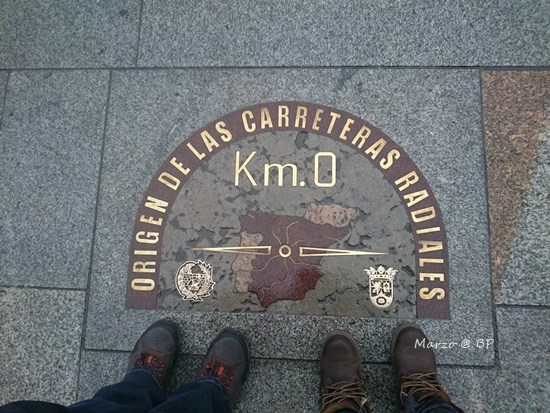 ORIGEN DE LAS CARRETERAS RADIALES
Km.0
Marzo @ BP